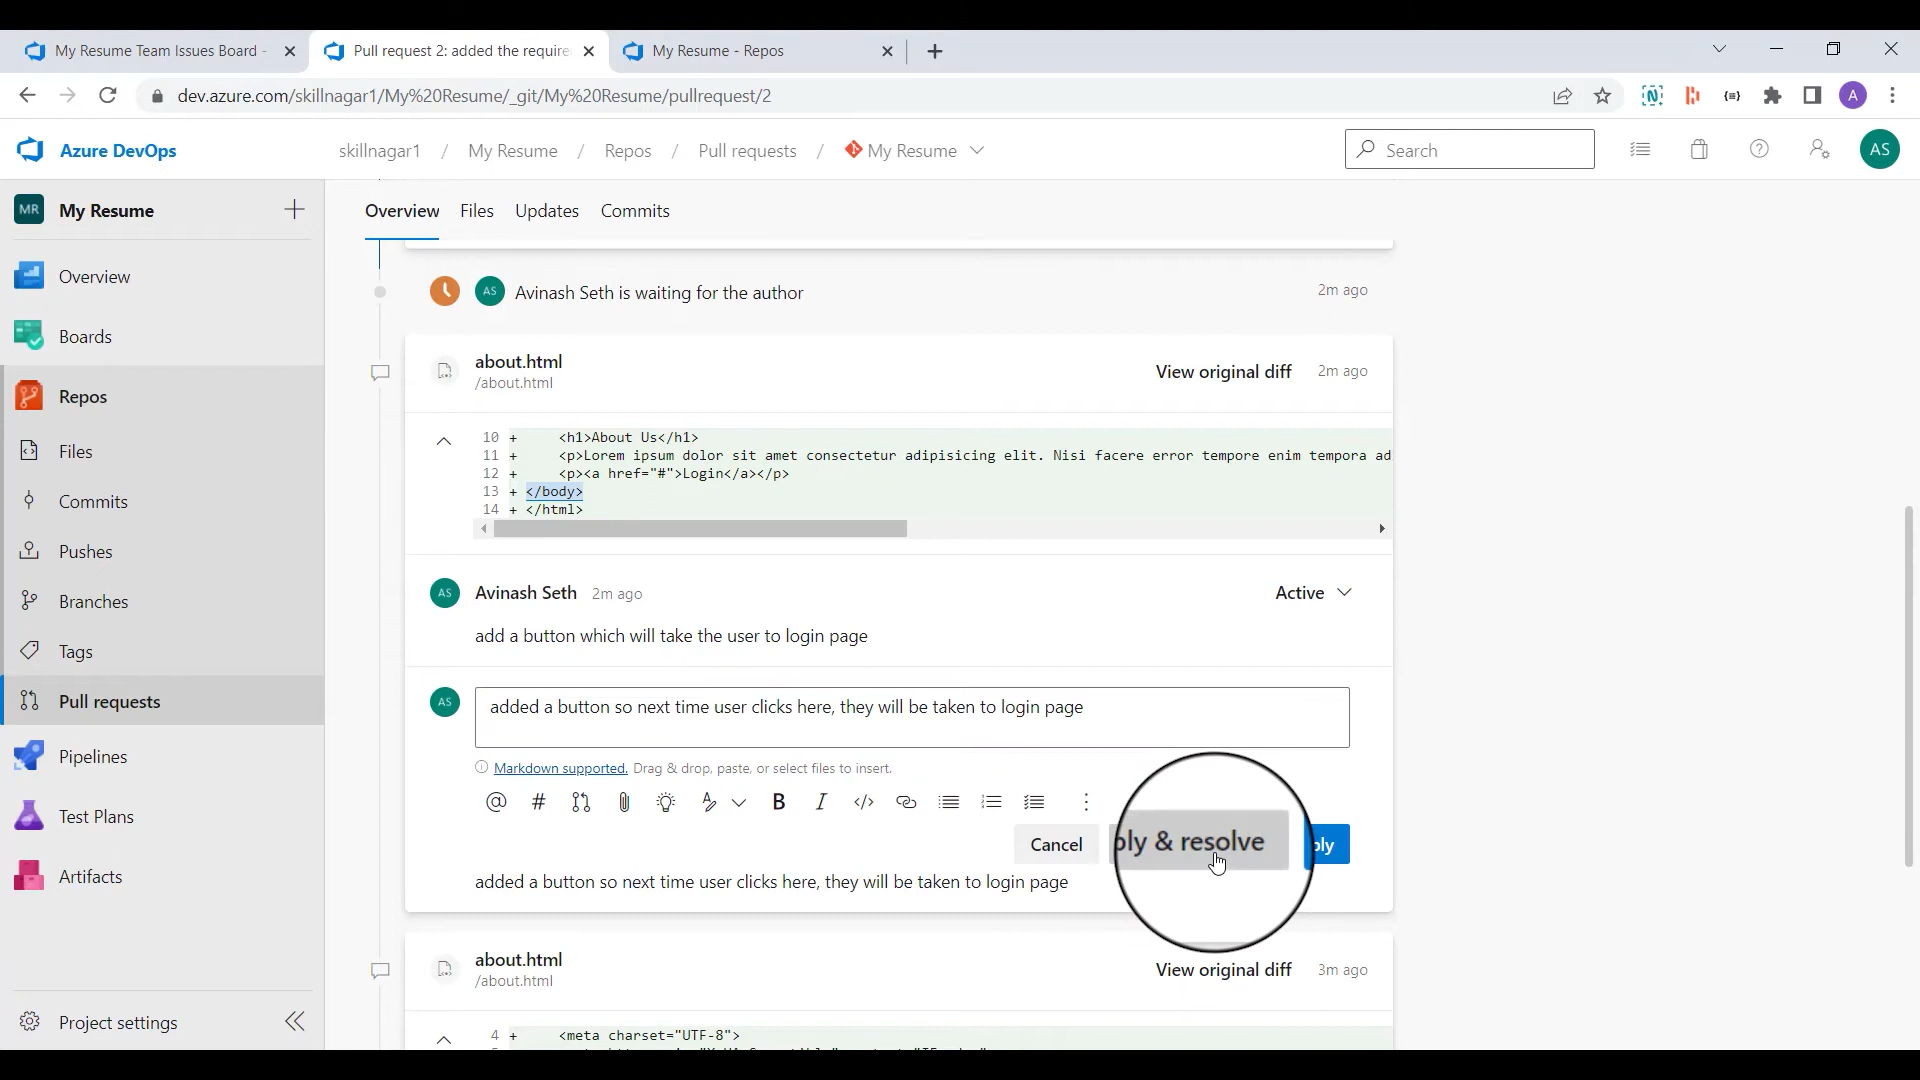 My Resume Team Issues Board -
Pull request 2: added the require
My Resume - Repos
dev.azure.com/skillnagar1/My%20Resume/_git/My%20Resume/pullrequest/2
A
Azure DevOps
skillnagar1 / My Resume / Repos / Pull requests / My Resume
Search
AS
MR My Resume
Overview
Boards
Repos
Files
Commits
Pushes
Branches
Tags
Pull requests
Pipelines
Test Plans
Artifacts
Project settings
Overview Files Updates Commits
AS Avinash Seth is waiting for the author 2m ago
about.html
/about.html
View original diff 2m ago
10 + <h1>About Us</h1>
11 + <p>Lorem ipsum dolor sit amet consectetur adipisicing elit. Nisi facere error tempore enim tempora ad
12 + <p><a href="#">Login</a></p>
13 + </body>
14 + </html>
AS Avinash Seth 2m ago Active
add a button which will take the user to login page
AS added a button so next time user clicks here, they will be taken to login page
Markdown supported. Drag & drop, paste, or select files to insert.
Cancel ply & resolve ply
added a button so next time user clicks here, they will be taken to login page
about.html
/about.html
View original diff 3m ago
4 + <meta charset="UTF-8">